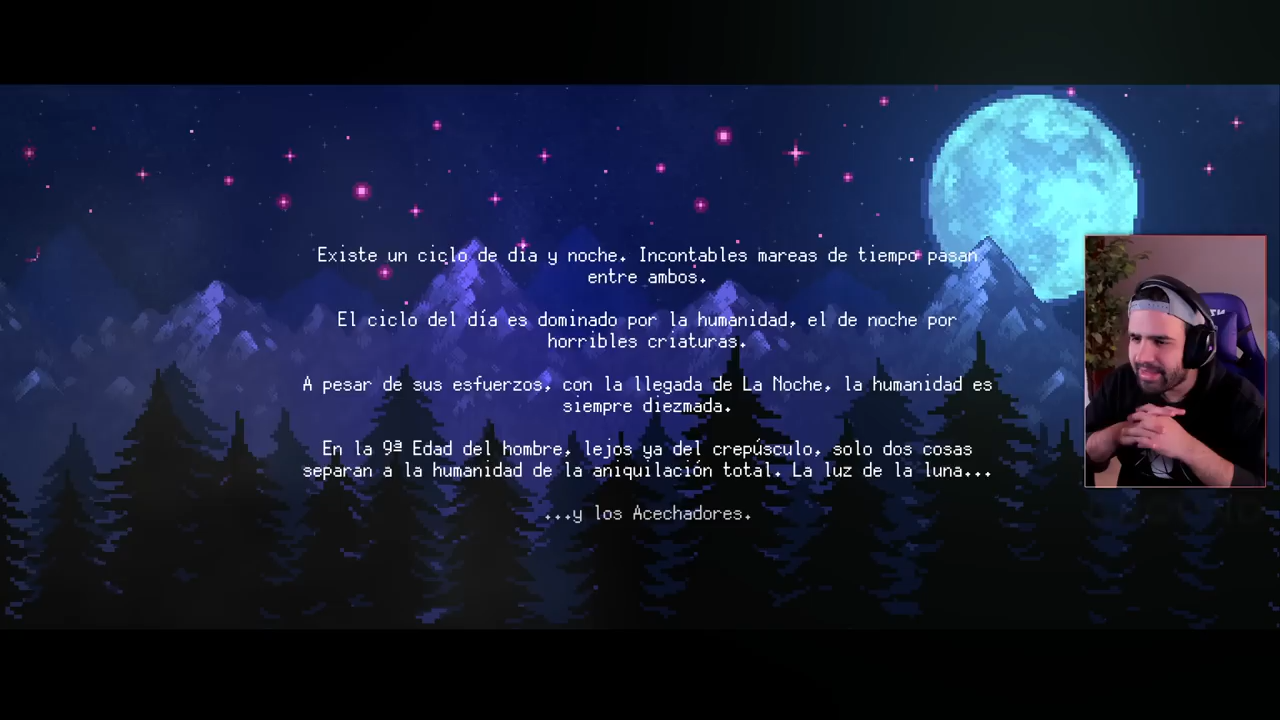 Existe un ciclo de día y noche. Incontables mareas de tiempo pasan
entre ambos.
El ciclo del día es dominado por la humanidad, el de noche por
horribles criaturas.
A pesar de sus esfuerzos, con la llegada de La Noche, la humanidad es
siempre diezmada.
En la 9ª Edad del hombre, lejos ya del crepúsculo, solo dos cosas
separan a la humanidad de la aniquilación total. La luz de la luna...
...y los Acechadores.